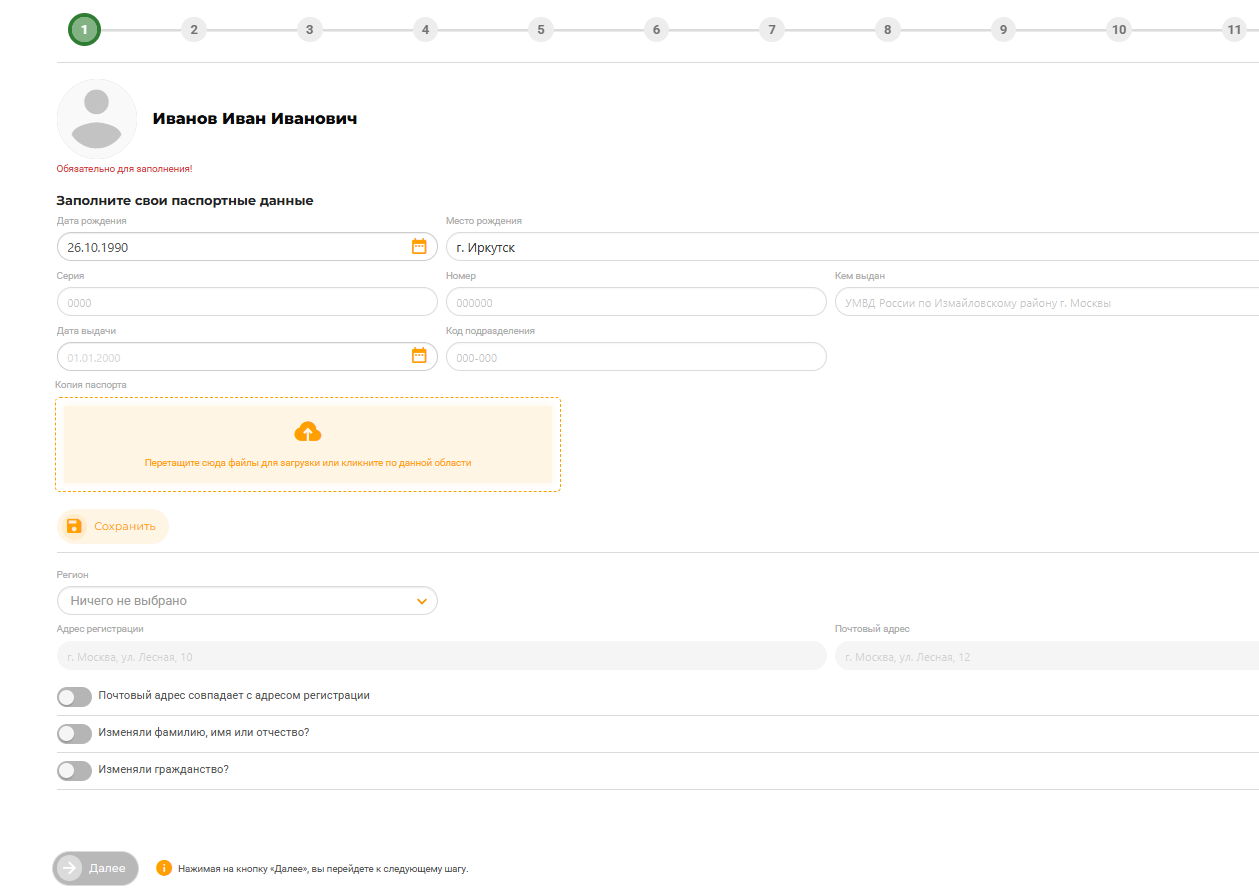 1 2 3 4 5 6 7 8 9 10 11
Иванов Иван Иванович
Обязательно для заполнения!
Заполните свои паспортные данные
Дата рождения Место рождения
26.10.1990 г. Иркутск
Серия Номер Кем выдан
0000 000000 УМВД России по Измайловскому району г. Москвы
Дата выдачи Код подразделения
01.01.2000 000-000
Копия паспорта
Перетащите сюда файлы для загрузки или кликните по данной области
Сохранить
Регион
Ничего не выбрано
Адрес регистрации Почтовый адрес
г. Москва, ул. Лесная, 10 г. Москва, ул. Лесная, 12
Почтовый адрес совпадает с адресом регистрации
Изменяли фамилию, имя или отчество?
Изменяли гражданство?
Далее Нажимая на кнопку «Далее», вы перейдете к следующему шагу.